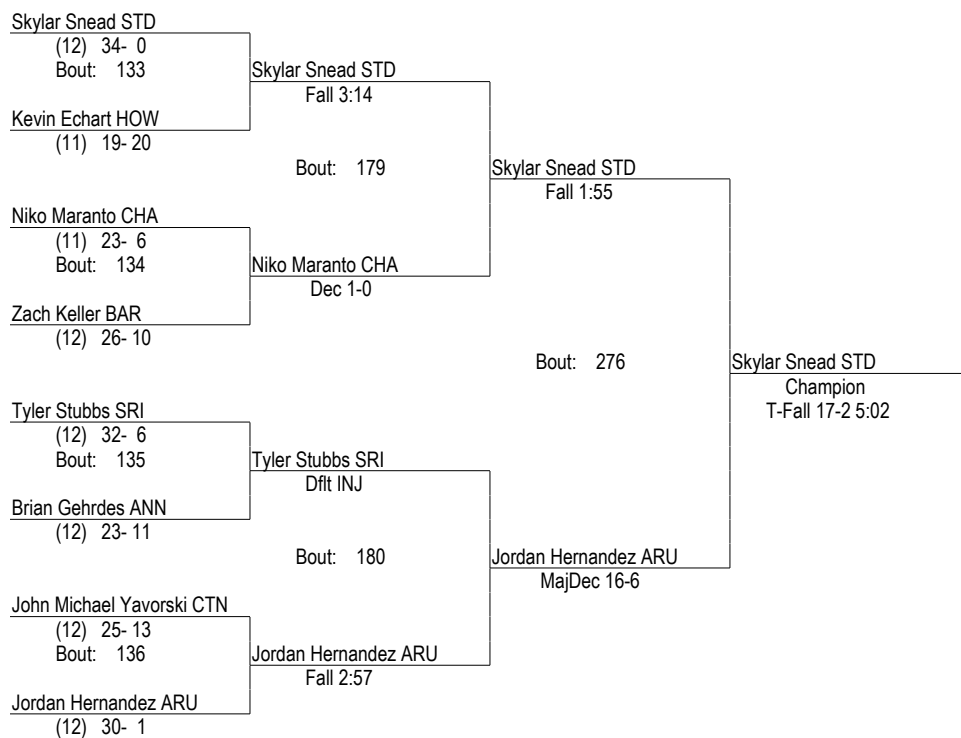 Skylar Snead STD
(12) 34- 0
Bout: 133
Skylar Snead STD
Fall 3:14
Kevin Echart HOW
(11) 19- 20
Bout: 179
Skylar Snead STD
Fall 1:55
Niko Maranto CHA
(11) 23- 6
Bout: 134
Niko Maranto CHA
Dec 1-0
Zach Keller BAR
(12) 26- 10
Bout: 276
Skylar Snead STD
Champion
T-Fall 17-2 5:02
Tyler Stubbs SRI
(12) 32- 6
Bout: 135
Tyler Stubbs SRI
Dflt INJ
Brian Gehrdes ANN
(12) 23- 11
Bout: 180
Jordan Hernandez ARU
MajDec 16-6
John Michael Yavorski CTN
(12) 25- 13
Bout: 136
Jordan Hernandez ARU
Fall 2:57
Jordan Hernandez ARU
(12) 30- 1